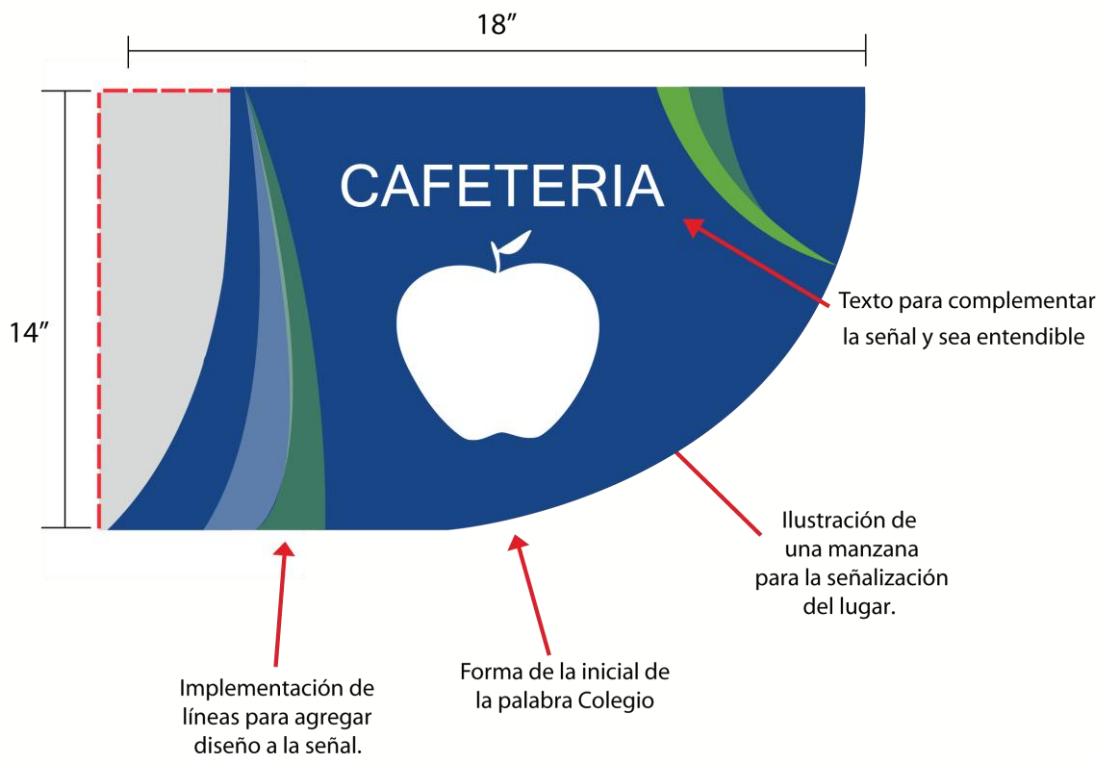 18”
14”
CAFETERIA
Texto para complementar
la señal y sea entendible
Ilustración de
una manzana
para la señalización
del lugar.
Forma de la inicial de
la palabra Colegio
Implementación de
líneas para agregar
diseño a la señal.